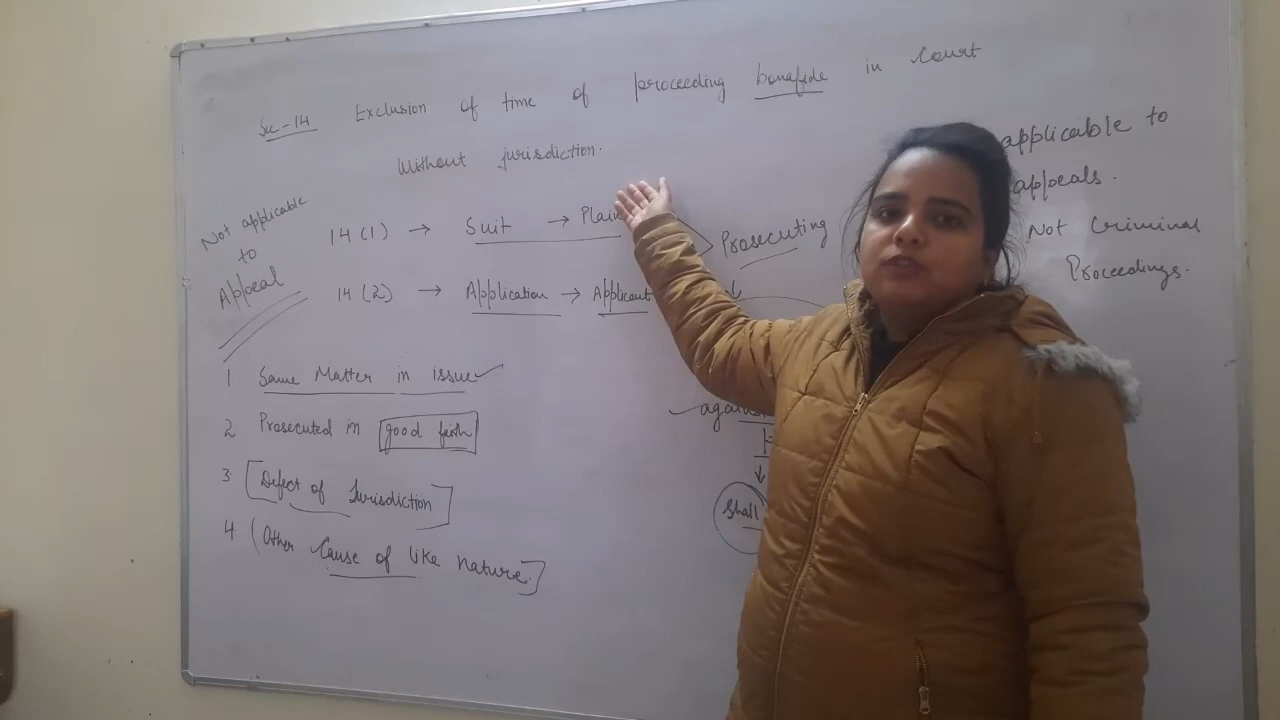 Sec-14 Exclusion of time of proceeding bonafide in Court
Without jurisdiction.
Not applicable
to
Appeal
14(1) → Suit → Plain
14(2) → Application → Applicant
Prosecuting
applicable to
appeals.
Not Criminal
Proceedings.
1 Same Matter in issue ✓
2 Prosecuted in good faith
3 [Defect of Jurisdiction]
4 (Other Cause of like nature.]
✓ against
↓
Shall